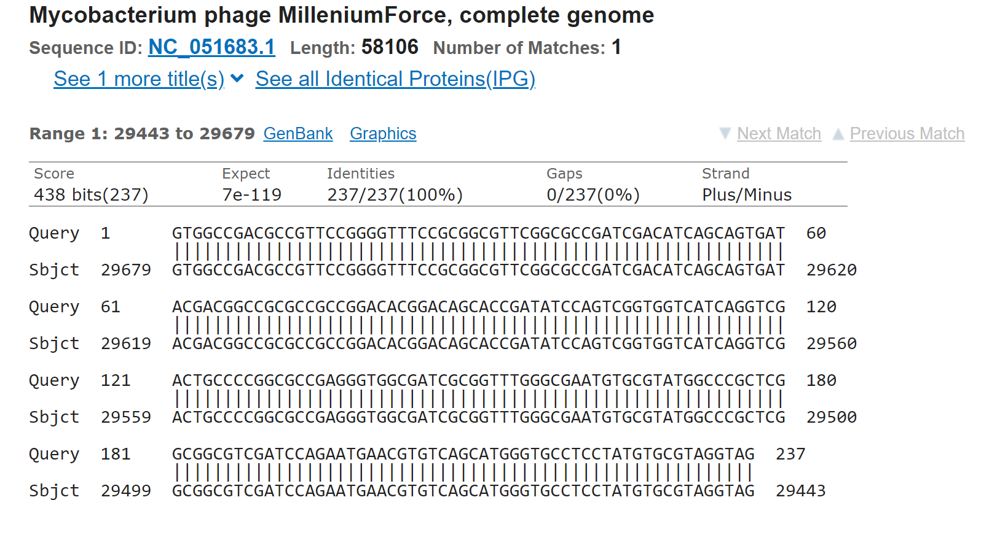 Mycobacterium phage MilleniumForce, complete genome
Sequence ID: NC_051683.1 Length: 58106 Number of Matches: 1
See 1 more title(s) See all Identical Proteins(IPG)
Range 1: 29443 to 29679 GenBank Graphics Next Match Previous Match
Score Expect Identities Gaps Strand
438 bits(237) 7e-119 237/237(100%) 0/237(0%) Plus/Minus
Query 1 GTGGCCGACGCCGTTCCGGGGTTTCCGCGGCGTTCGGCGCCGATCGACATCAGCAGTGAT 60
||||||||||||||||||||||||||||||||||||||||||||||||||||||||||||
Sbjct 29679 GTGGCCGACGCCGTTCCGGGGTTTCCGCGGCGTTCGGCGCCGATCGACATCAGCAGTGAT 29620
Query 61 ACGACGGCCGCGCCGCCGGACACGGACAGCACCGATATCCAGTCGGTGGTCATCAGGTCG 120
||||||||||||||||||||||||||||||||||||||||||||||||||||||||||||
Sbjct 29619 ACGACGGCCGCGCCGCCGGACACGGACAGCACCGATATCCAGTCGGTGGTCATCAGGTCG 29560
Query 121 ACTGCCCCGGCGCCGAGGGTGGCGATCGCGGTTTGGGCGAATGTGCGTATGGCCCGCTCG 180
||||||||||||||||||||||||||||||||||||||||||||||||||||||||||||
Sbjct 29559 ACTGCCCCGGCGCCGAGGGTGGCGATCGCGGTTTGGGCGAATGTGCGTATGGCCCGCTCG 29500
Query 181 GCGGCGTCGATCCAGAATGAACGTGTCAGCATGGGTGCCTCCTATGTGCGTAGGTAG 237
|||||||||||||||||||||||||||||||||||||||||||||||||||||||||
Sbjct 29499 GCGGCGTCGATCCAGAATGAACGTGTCAGCATGGGTGCCTCCTATGTGCGTAGGTAG 29443